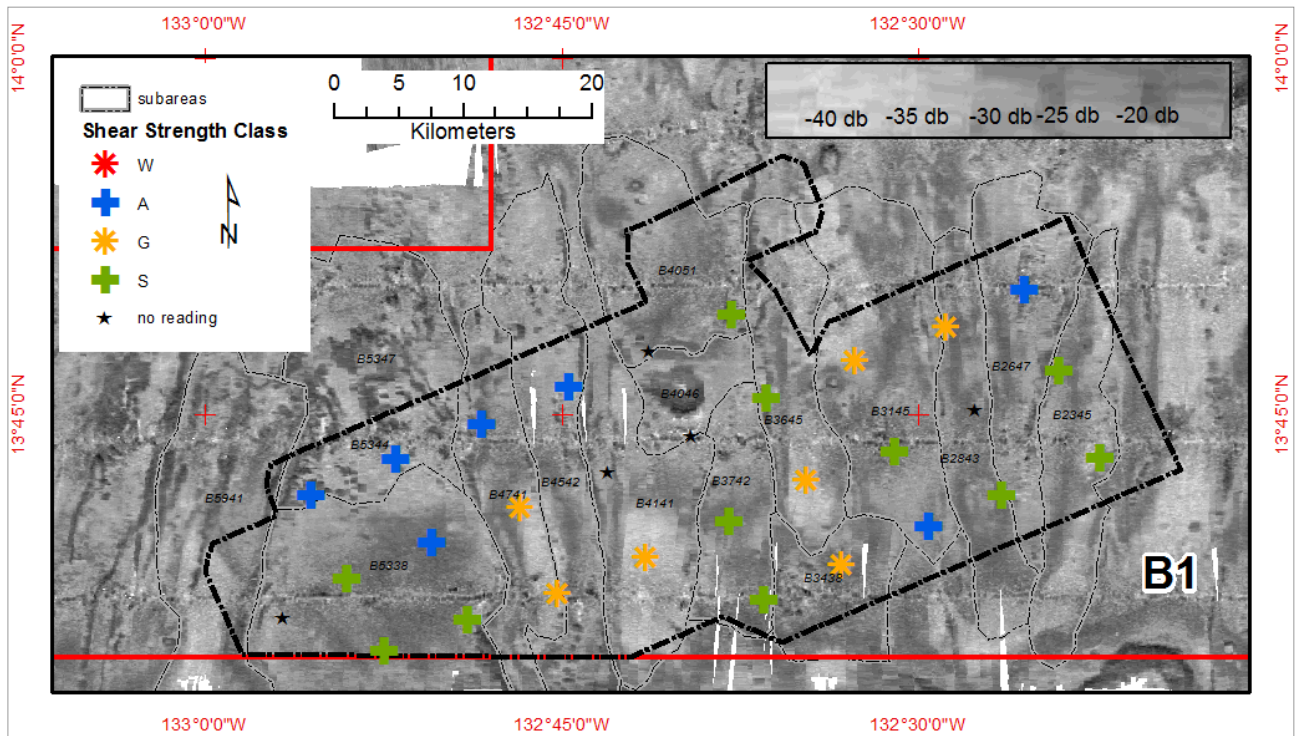 133°0'0"W 132°45'0"W 132°30'0"W
14°0'0"N
14°0'0"N
subareas
Shear Strength Class
W
A
G
S
no reading
N
0 5 10 20
Kilometers
-40 db -35 db -30 db -25 db -20 db
B4051
B5347
B4046
B2647
B3645
B3145
B2345
13°45'0"N
13°45'0"N
B5344
B2843
B5941
B4741
B4542
B4141
B3742
B5338
B3438
B1
133°0'0"W 132°45'0"W 132°30'0"W